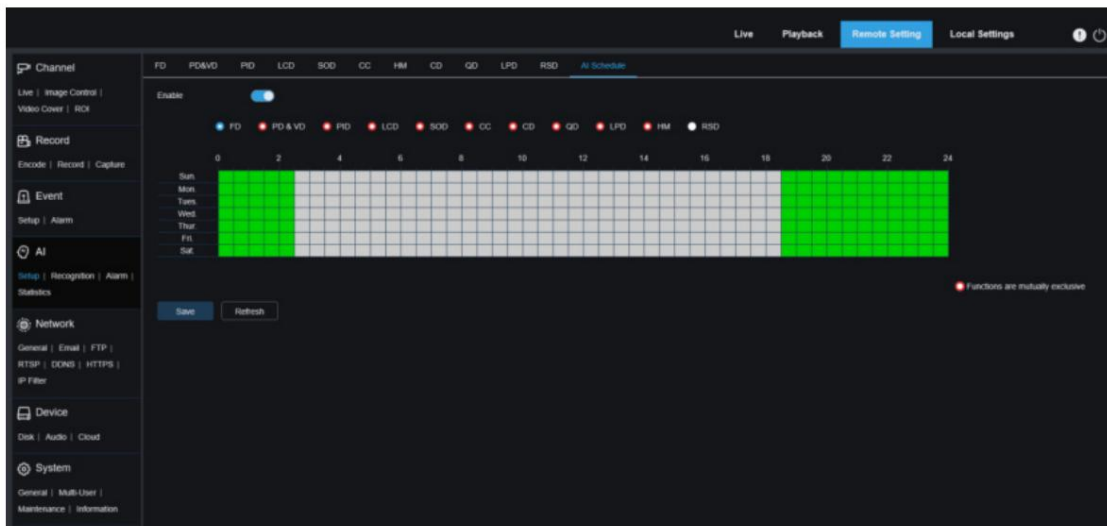 Live Playback Remote Setting Local Settings
Channel
Live | Image Control |
Video Cover | ROI
Record
Encode | Record | Capture
Event
Setup | Alarm
AI
Setup | Recognition | Alarm |
Statistics
Network
General | Email | FTP |
RTSP | DDNS | HTTPS |
IP Filter
Device
Disk | Audio | Cloud
System
General | Multi-User |
Maintenance | Information
FD PD&VD PID LCD SOD CC HM CD QD LPD RSD AI Schedule
Enable
FD PD & VD PID LCD SOD CC CD QD LPD HM RSD
0 2 4 6 8 10 12 14 16 18 20 22 24
Sun.
Mon.
Tues.
Wed.
Thur.
Fri.
Sat.
Functions are mutually exclusive
Save Refresh